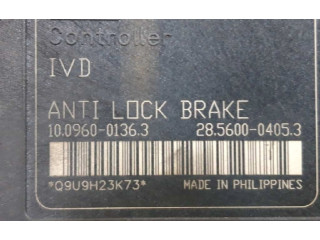 Controller
IVD
ANTI LOCK BRAKE
10.0960-0136.3 28.5600-0405.3
*Q9U9H23K73* MADE IN PHILIPPINES